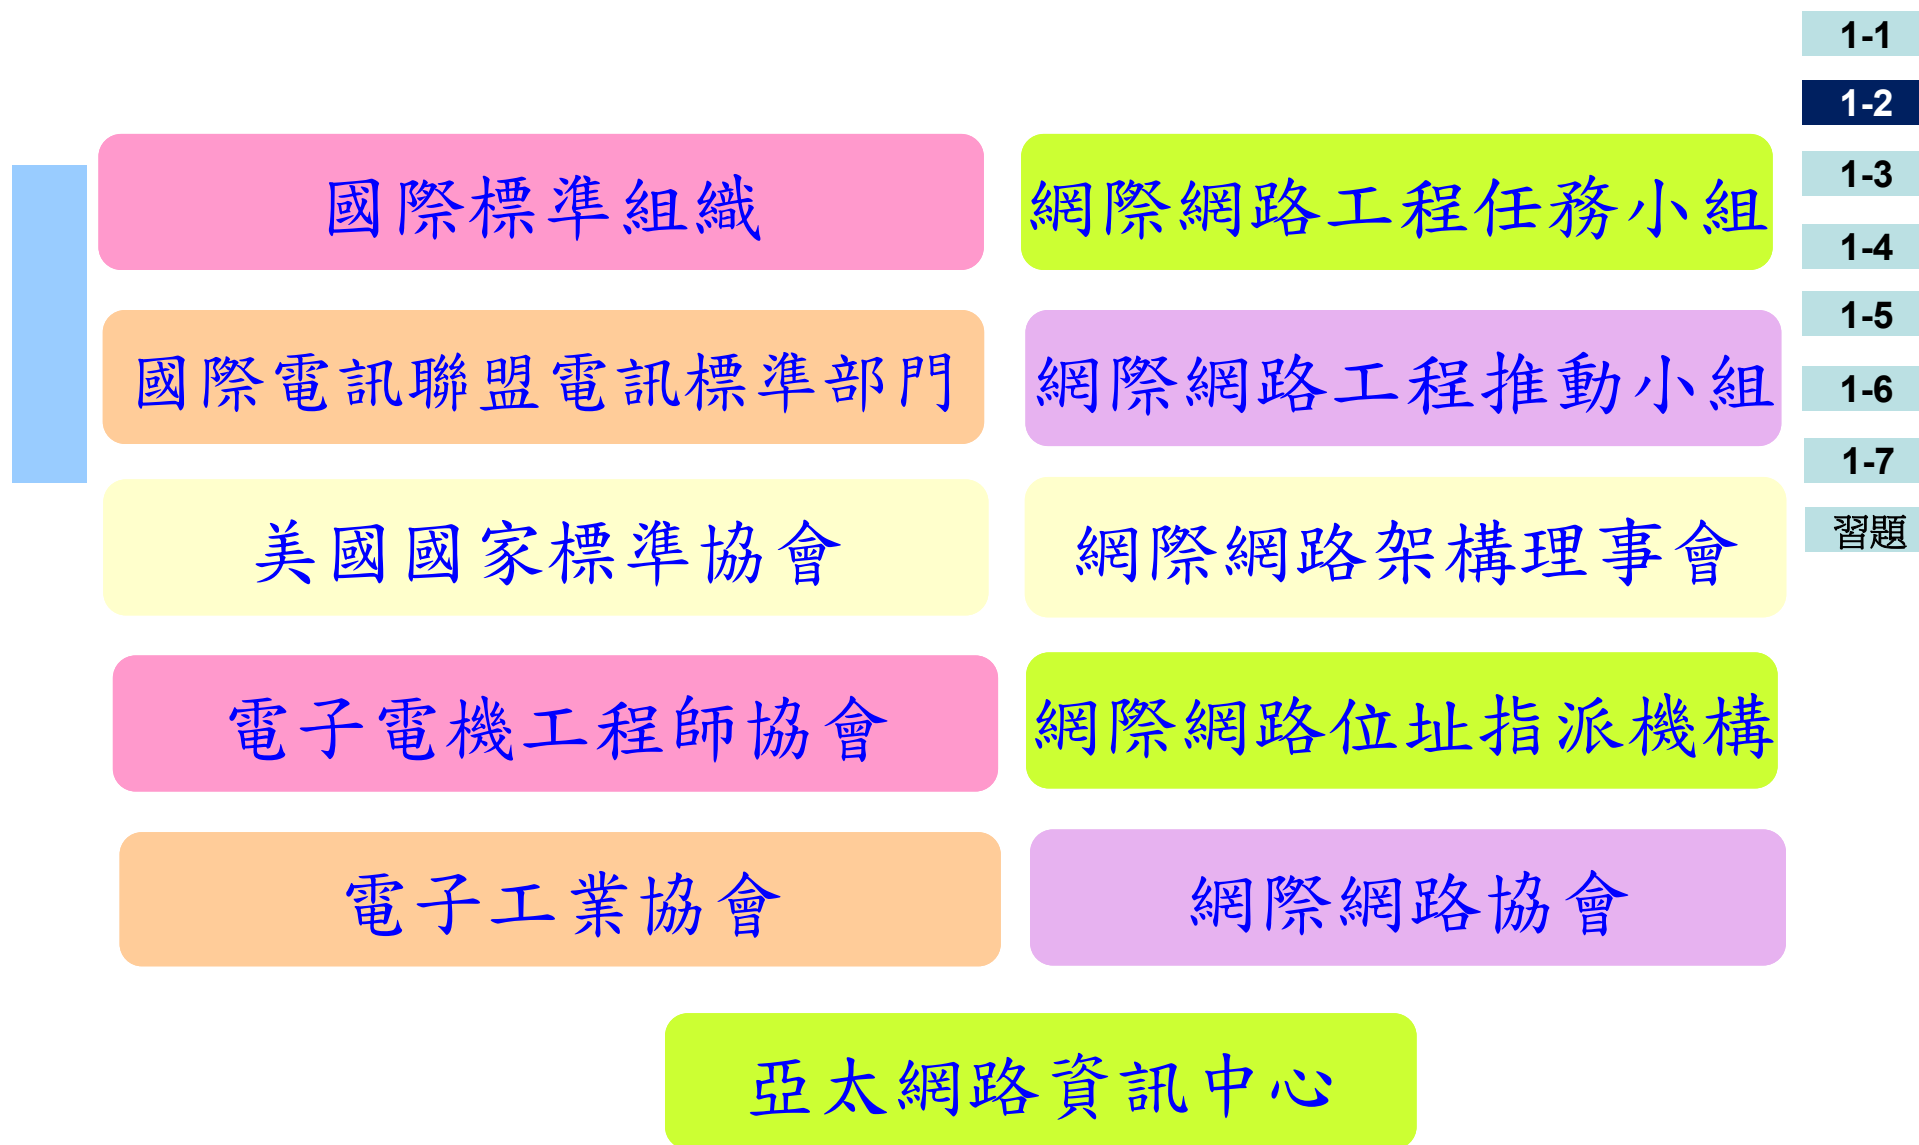 國際標準組織
網際網路工程任務小組
國際電訊聯盟電訊標準部門
網際網路工程推動小組
美國國家標準協會
網際網路架構理事會
電子電機工程師協會
網際網路位址指派機構
電子工業協會
網際網路協會
亞太網路資訊中心
1-1
1-2
1-3
1-4
1-5
1-6
1-7
習題